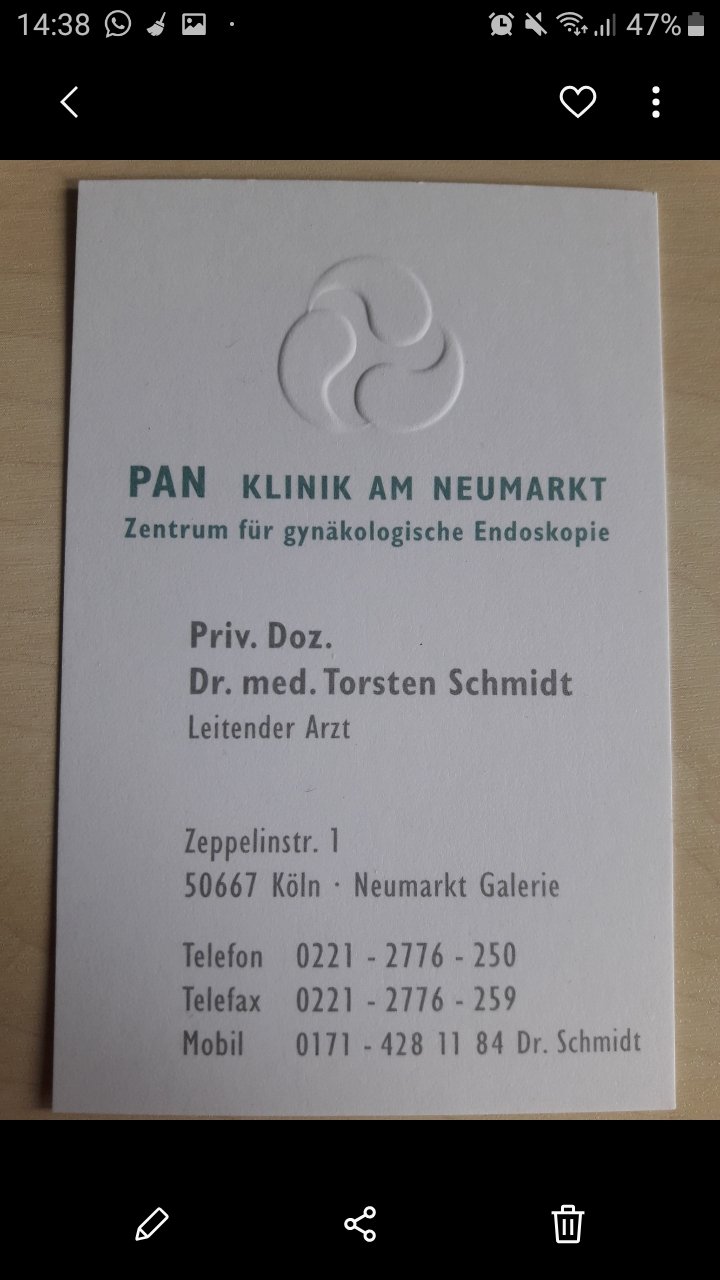 14:38 47%
PAN KLINIK AM NEUMARKT
Zentrum für gynäkologische Endoskopie
Priv. Doz.
Dr. med. Torsten Schmidt
Leitender Arzt
Zeppelinstr. 1
50667 Köln · Neumarkt Galerie
Telefon 0221 - 2776 - 250
Telefax 0221 - 2776 - 259
Mobil 0171 - 428 11 84 Dr. Schmidt